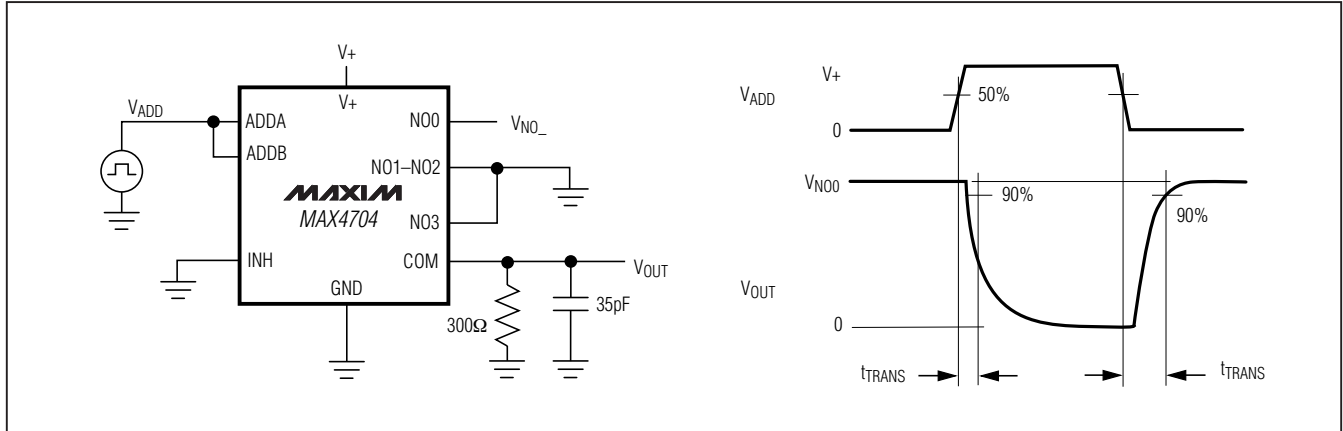 V+
V+
VADD
ADDA
ADDB
NO0
VNO_
NO1–NO2
MAXIM
MAX4704
NO3
INH
COM
VOUT
GND
300Ω
35pF
V+
VADD
50%
0
VNO0
90%
90%
VOUT
0
tTRANS
tTRANS